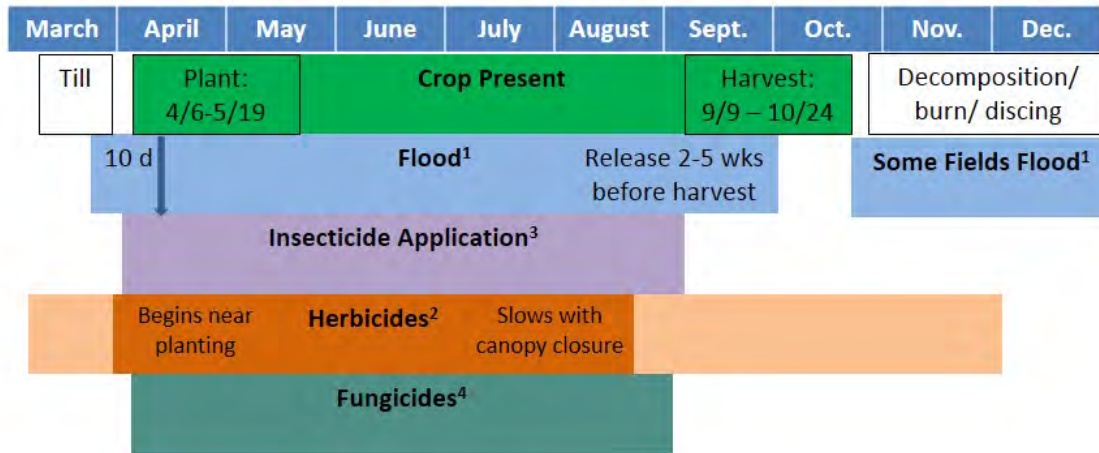 March April May June July August Sept. Oct. Nov. Dec.
Till
Plant:
4/6-5/19
Crop Present
Harvest:
9/9 – 10/24
Decomposition/
burn/ discing
10 d
Flood¹
Release 2-5 wks
before harvest
Some Fields Flood¹
Insecticide Application³
Begins near
planting
Herbicides²
Slows with
canopy closure
Fungicides⁴